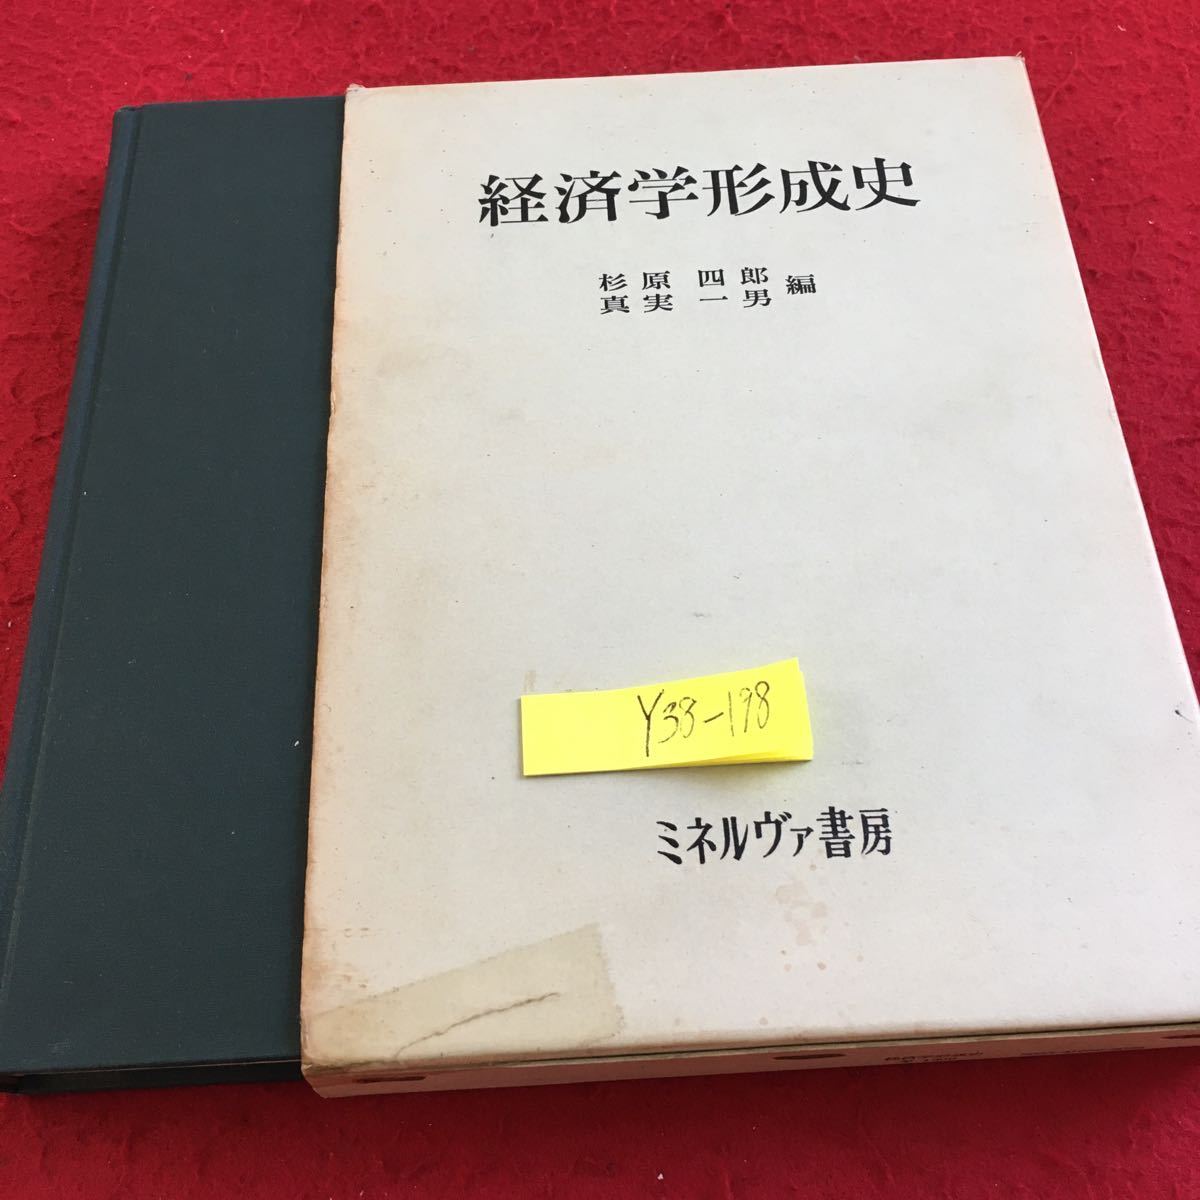 経済学形成史
杉原四郎
真実一男 編
Y38-198
ミネルヴァ書房